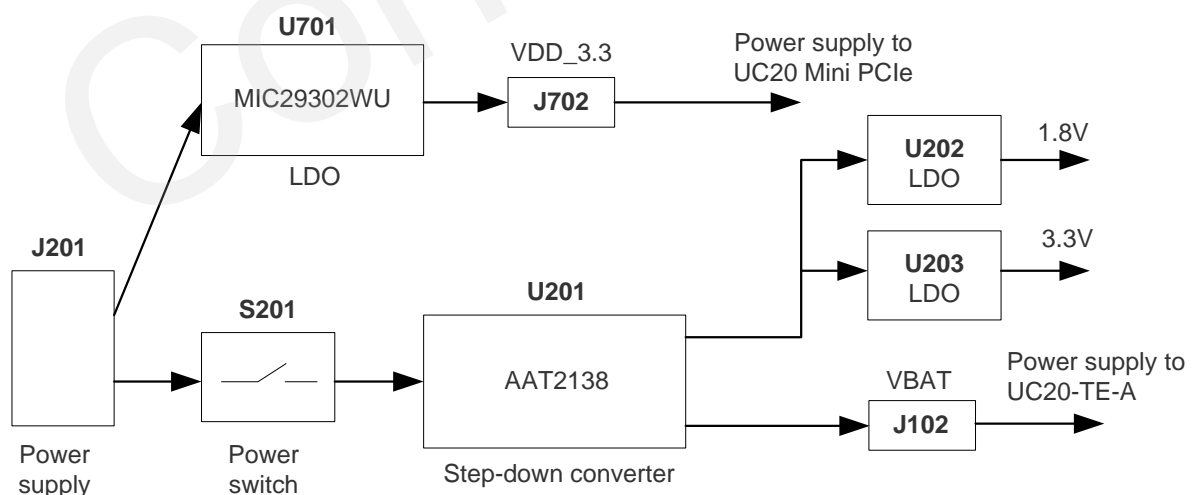 U701
MIC29302WU
LDO
VDD_3.3
J702
Power supply to
UC20 Mini PCIe
U202
LDO
1.8V
U203
LDO
3.3V
J201
Power
supply
S201
Power
switch
U201
AAT2138
Step-down converter
VBAT
J102
Power supply to
UC20-TE-A